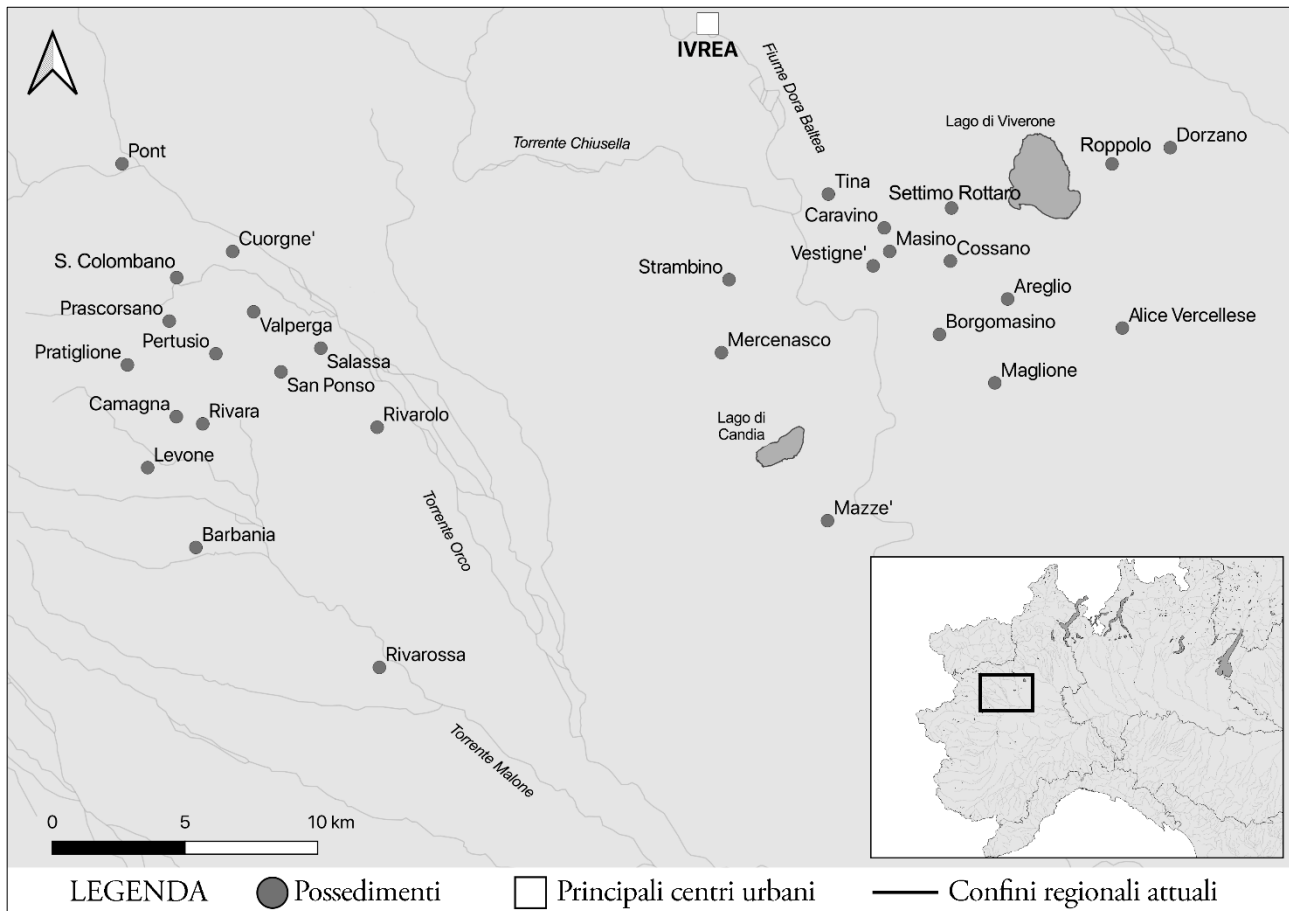 IVREA
Fiume Dora Baltea
Lago di Viverone
Torrente Chiusella
Pont
Roppolo
Dorzano
Tina
Settimo Rottaro
Caravino
Cuorgne'
Masino
Vestigne'
Cossano
S. Colombano
Strambino
Areglio
Prascorsano
Valperga
Borgomasino
Alice Vercellese
Pertusio
Mercenasco
Pratiglione
Salassa
San Ponso
Maglione
Camagna
Rivara
Rivarolo
Lago di
Candia
Levone
Torrente Orco
Mazze'
Barbania
Rivarossa
Torrente Malone
0 5 10 km
LEGENDA Possedimenti Principali centri urbani Confini regionali attuali